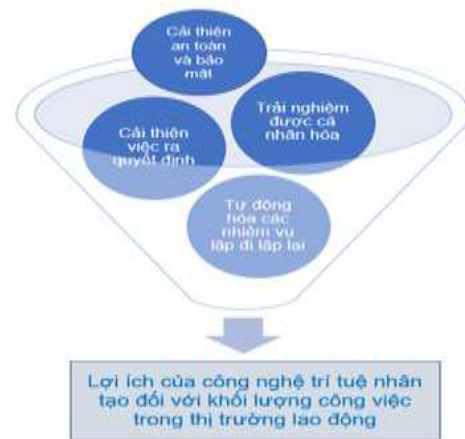 Cải thiện
an toàn
và bảo
mật
Trải nghiệm
được cá
nhân hóa
Cải thiện
việc ra
quyết định
Tự động
hóa các
nhiệm vụ
lặp đi lặp lại
Lợi ích của công nghệ trí tuệ nhân
tạo đối với khối lượng công việc
trong thị trường lao động